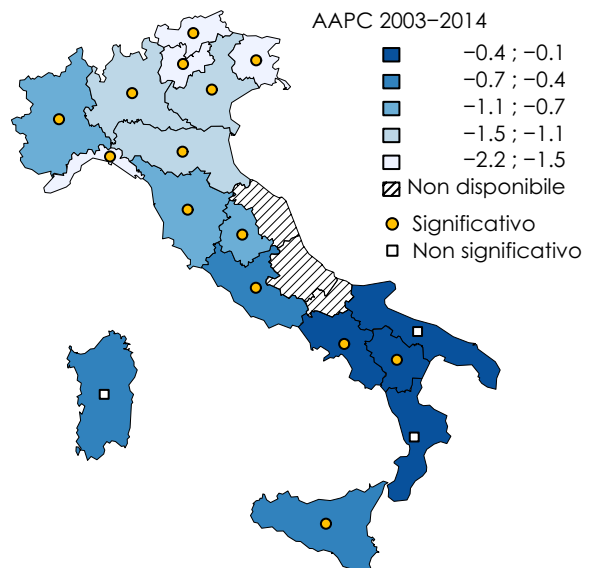 AAPC 2003−2014
−0.4 ; −0.1
−0.7 ; −0.4
−1.1 ; −0.7
−1.5 ; −1.1
−2.2 ; −1.5
Non disponibile
Significativo
Non significativo